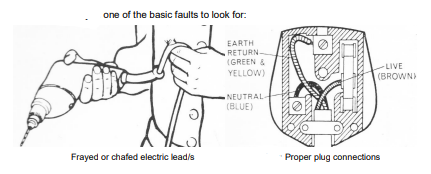 one of the basic faults to look for:
EARTH
RETURN
(GREEN &
YELLOW)
LIVE
(BROWN)
NEUTRAL
(BLUE)
Frayed or chafed electric lead/s
Proper plug connections